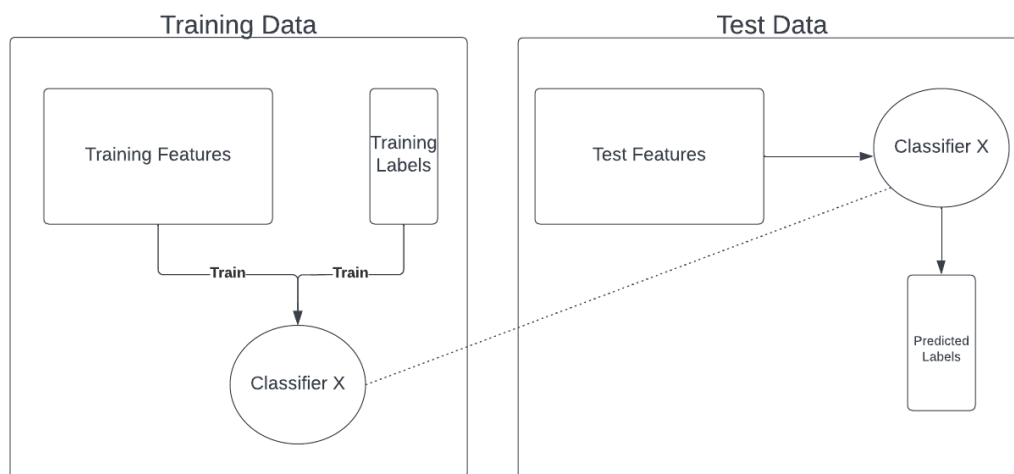 Training Data
Training Features
Training
Labels
Train
Train
Classifier X
Test Data
Test Features
Classifier X
Predicted
Labels